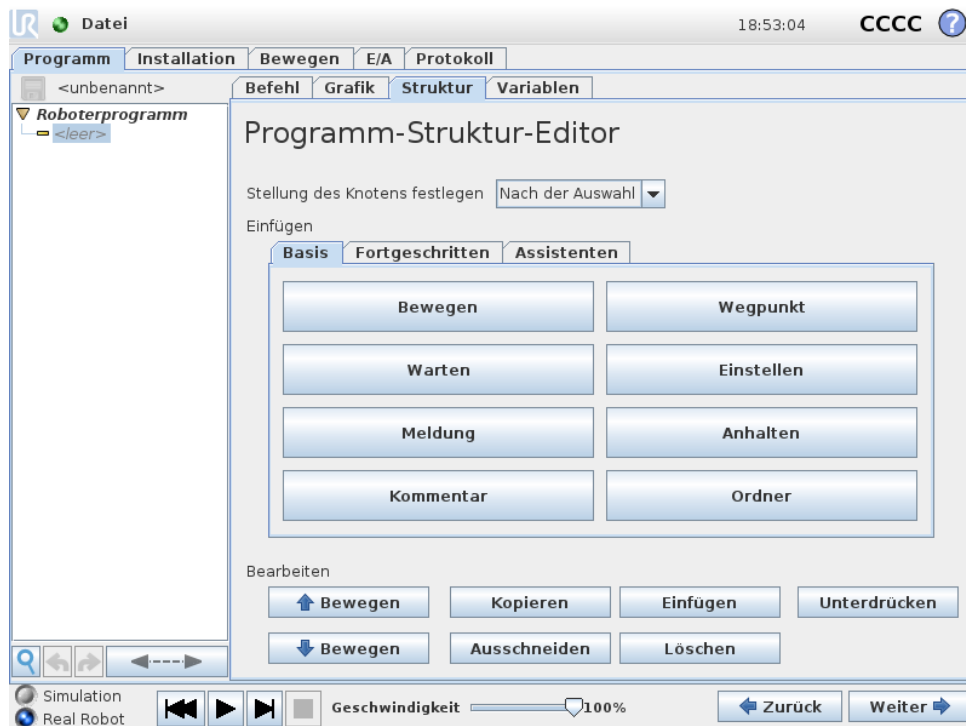 UR Datei 18:53:04 CCCC ?
Programm Installation Bewegen E/A Protokoll
<unbenannt> Befehl Grafik Struktur Variablen
Roboterprogramm
<leer>
Programm-Struktur-Editor
Stellung des Knotens festlegen Nach der Auswahl
Einfügen
Basis Fortgeschritten Assistenten
Bewegen Wegpunkt
Warten Einstellen
Meldung Anhalten
Kommentar Ordner
Bearbeiten
Bewegen Kopieren Einfügen Unterdrücken
Bewegen Ausschneiden Löschen
Simulation
Real Robot
Geschwindigkeit 100% Zurück Weiter